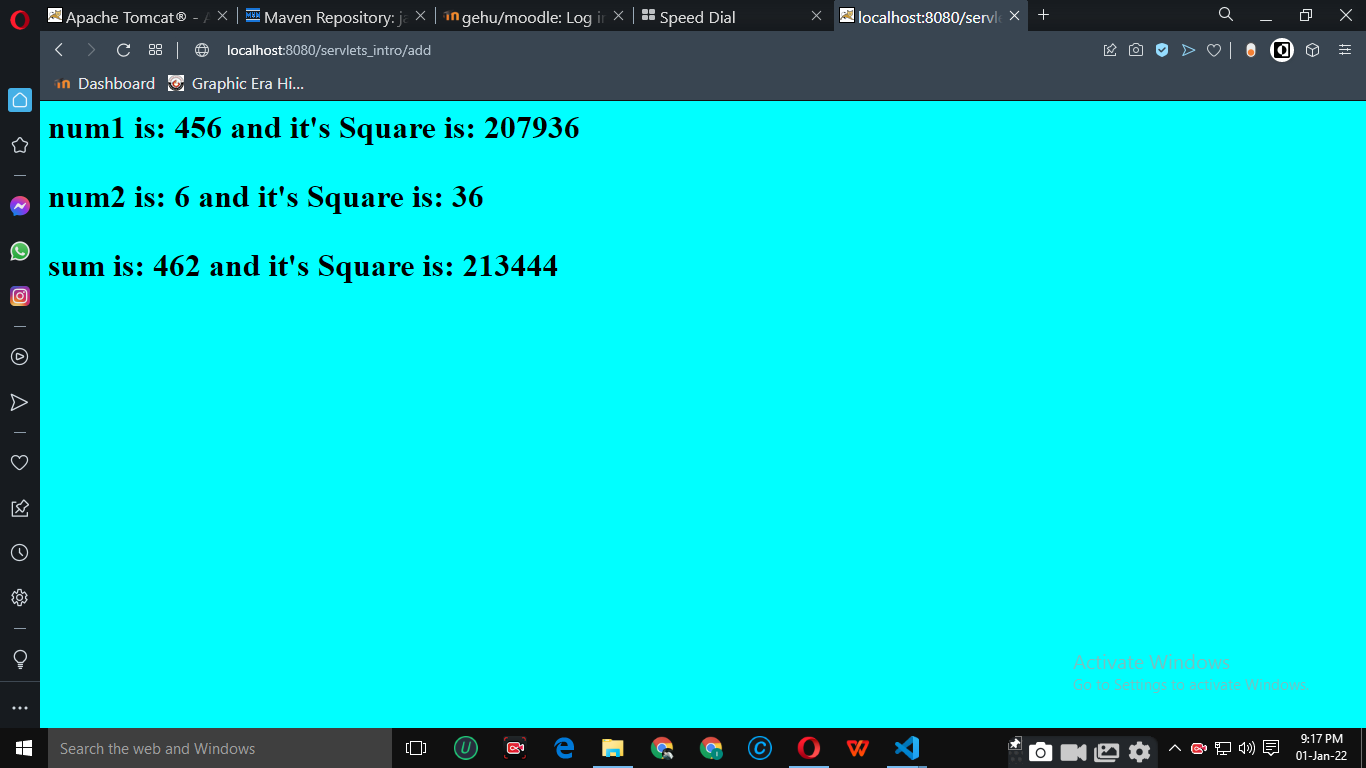 Apache Tomcat® - A
Maven Repository: ja
gehu/moodle: Log in
Speed Dial
localhost:8080/servle
localhost:8080/servlets_intro/add
Dashboard
Graphic Era Hi...
num1 is: 456 and it's Square is: 207936
num2 is: 6 and it's Square is: 36
sum is: 462 and it's Square is: 213444
Activate Windows
Go to Settings to activate Windows.
Search the web and Windows
9:17 PM
01-Jan-22